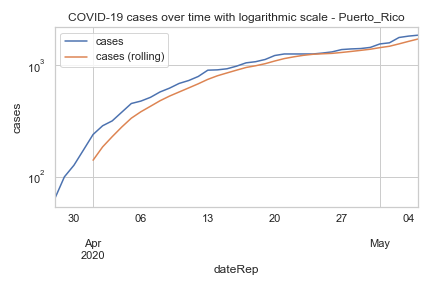 COVID-19 cases over time with logarithmic scale - Puerto_Rico
cases
cases (rolling)
10³
10²
cases
30 06 13 20 27 04
Apr May
2020
dateRep